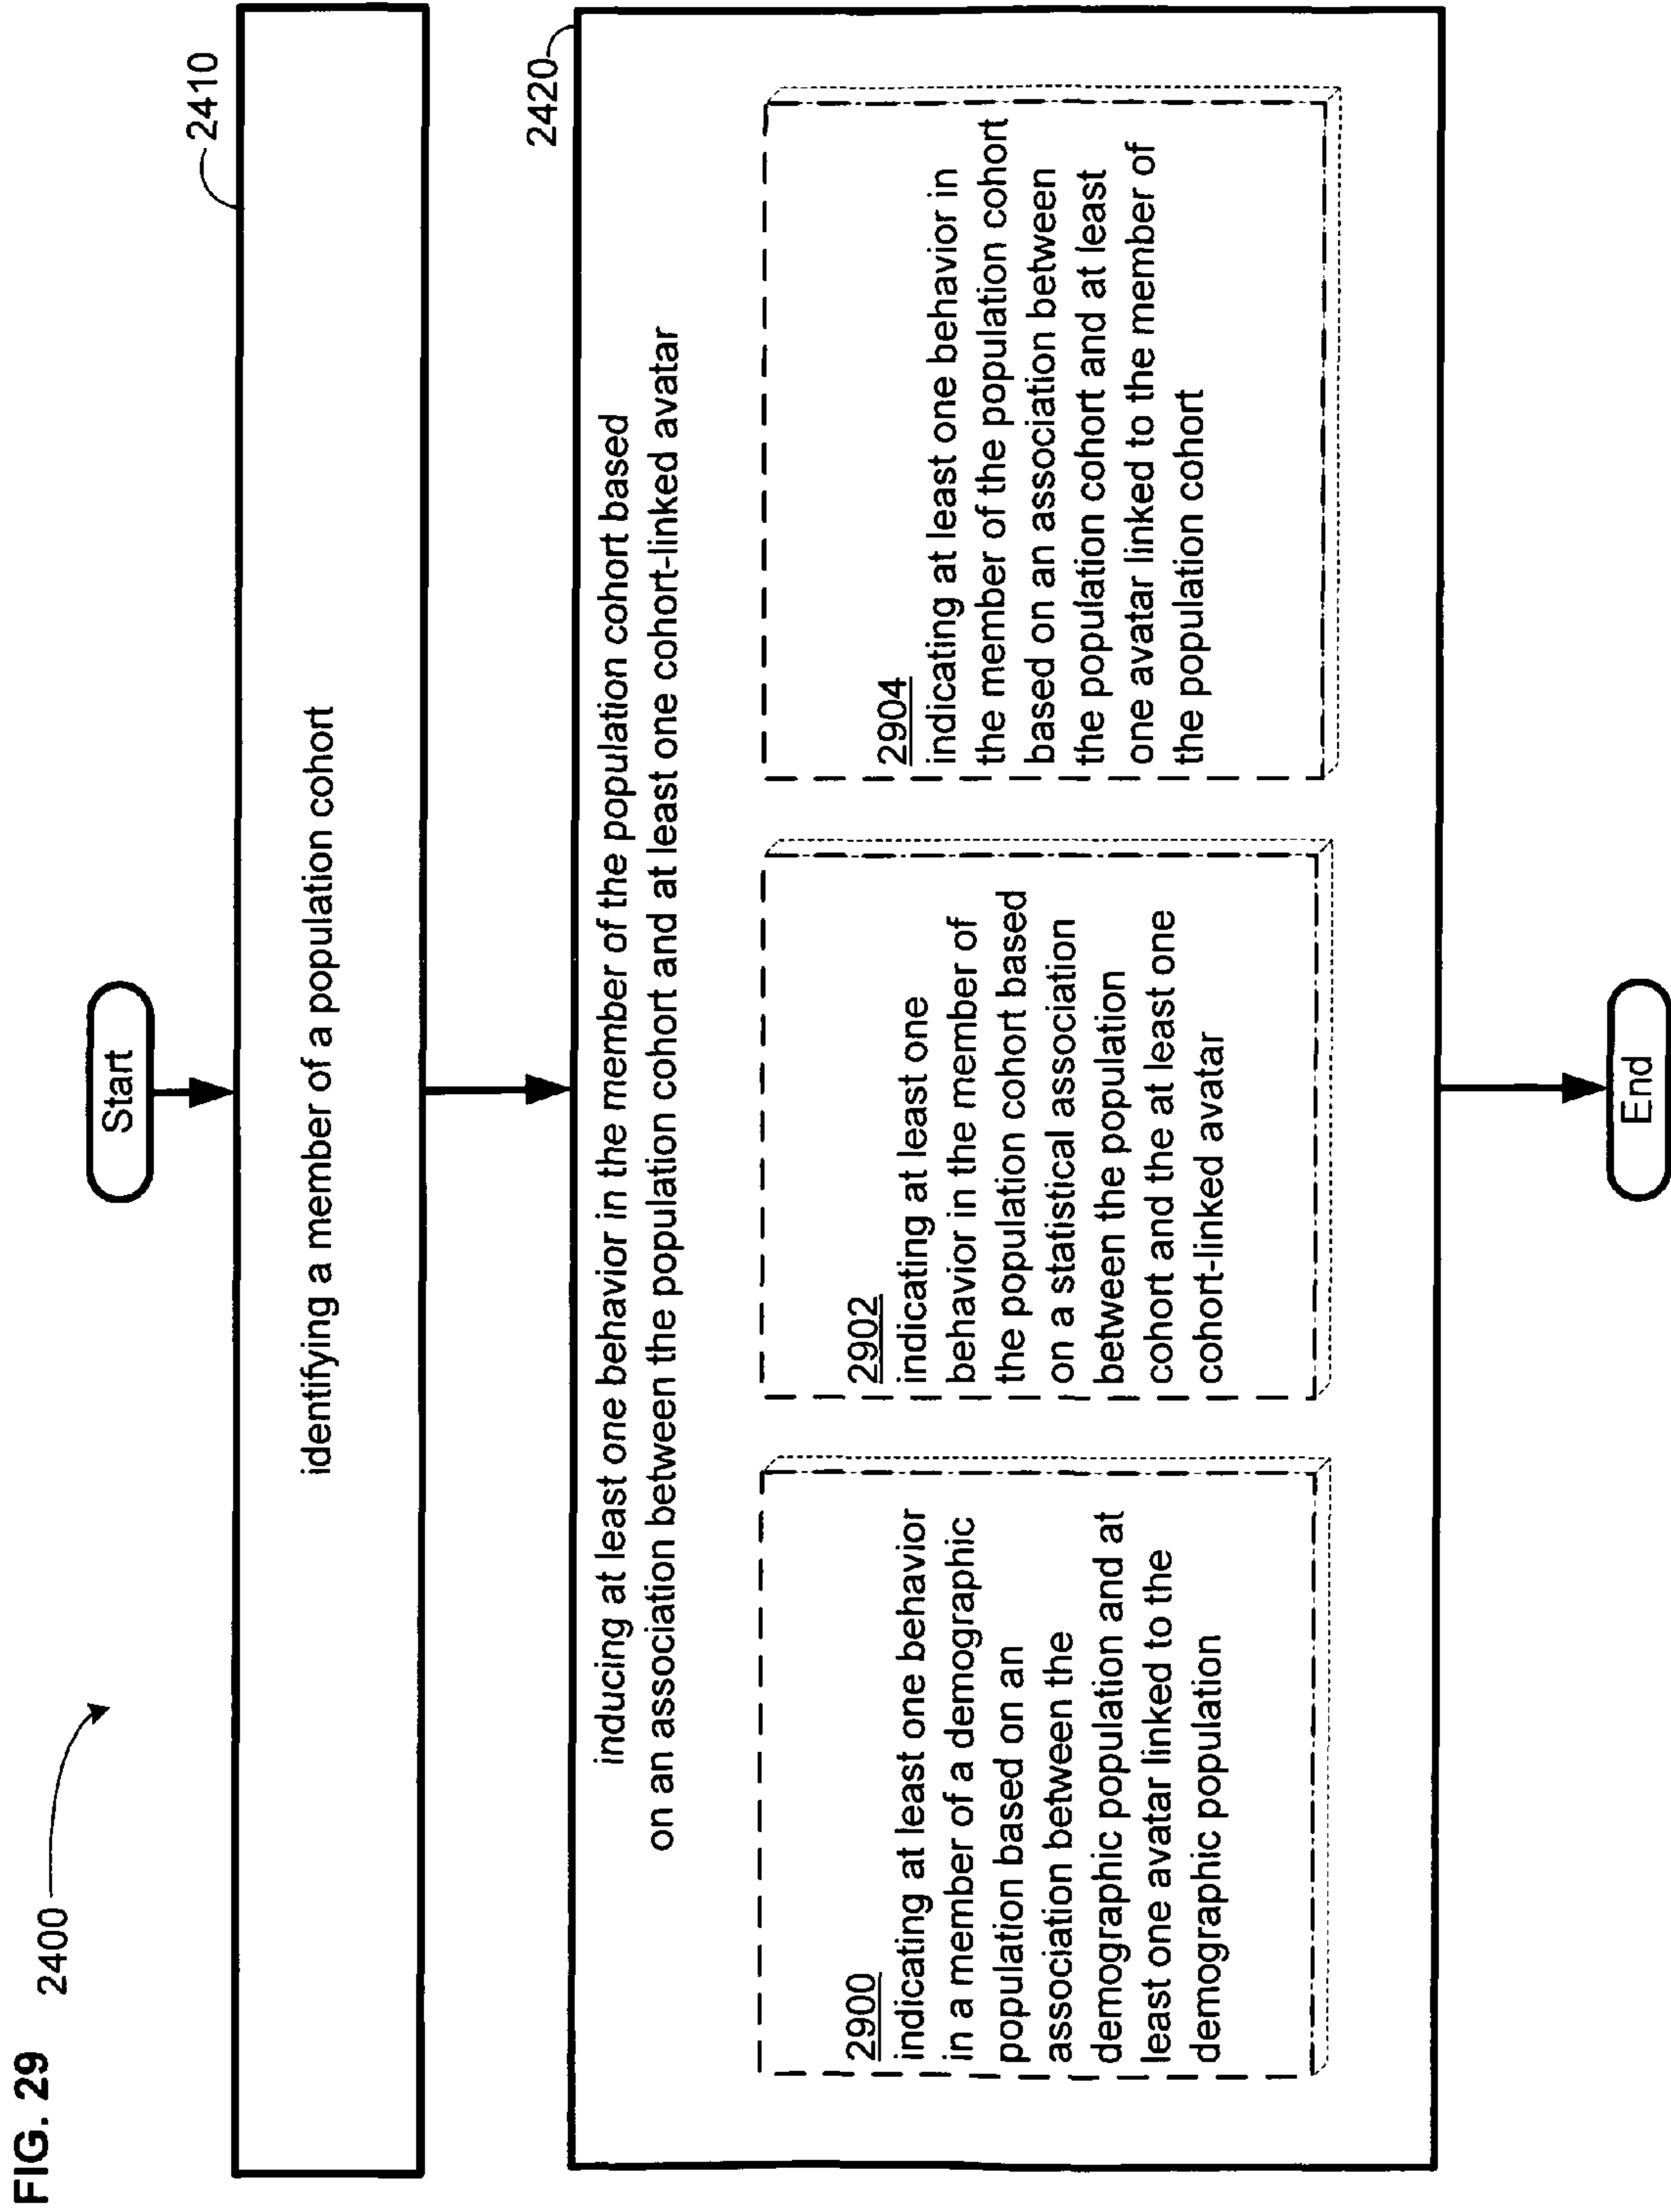 FIG. 29
2400
Start
2410
identifying a member of a population cohort
2420
inducing at least one behavior in the member of the population cohort based
on an association between the population cohort and at least one cohort-linked avatar
2900
indicating at least one behavior
in a member of a demographic
population based on an
association between the
demographic population and at
least one avatar linked to the
demographic population
2902
indicating at least one
behavior in the member of
the population cohort based
on a statistical association
between the population
cohort and the at least one
cohort-linked avatar
2904
indicating at least one behavior in
the member of the population cohort
based on an association between
the population cohort and at least
one avatar linked to the member of
the population cohort
End